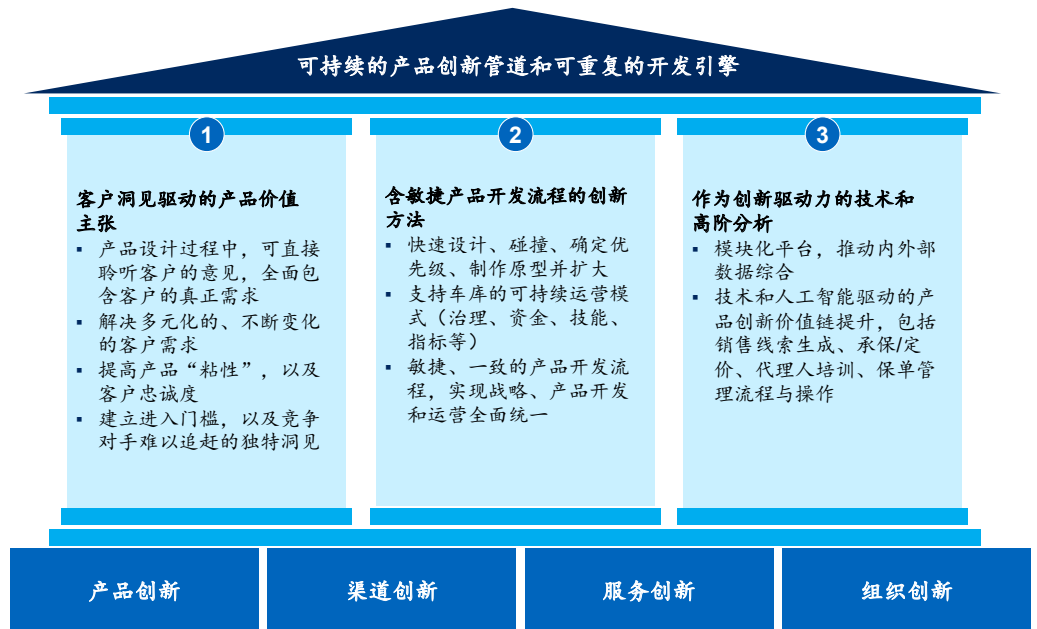 可持续的产品创新管道和可重复的开发引擎
1
客户洞见驱动的产品价值
主张
▪ 产品设计过程中，可直接
聆听客户的意见，全面包
含客户的真正需求
▪ 解决多元化的、不断变化
的客户需求
▪ 提高产品“粘性”，以及
客户忠诚度
▪ 建立进入门槛，以及竞争
对手难以追赶的独特洞见
2
含敏捷产品开发流程的创新
方法
▪ 快速设计、碰撞、确定优
先级、制作原型并扩大
▪ 支持车库的可持续运营模
式（治理、资金、技能、
指标等）
▪ 敏捷、一致的产品开发流
程，实现战略、产品开发
和运营全面统一
3
作为创新驱动力的技术和
高阶分析
▪ 模块化平台，推动内外部
数据综合
▪ 技术和人工智能驱动的产
品创新价值链提升，包括
销售线索生成、承保/定
价、代理人培训、保单管
理流程与操作
产品创新
渠道创新
服务创新
组织创新